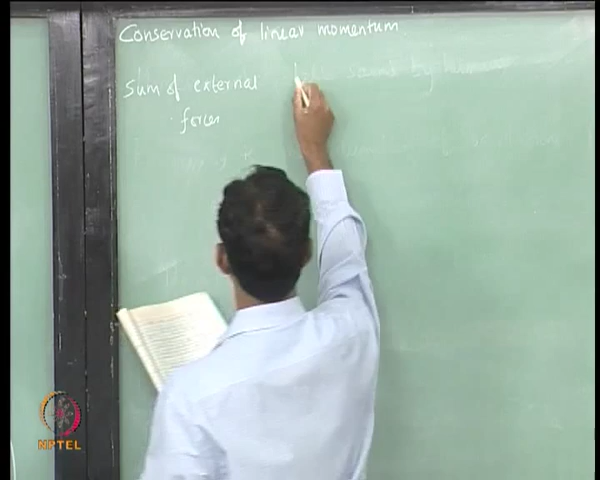 Conservation of linear momentum
Sum of external
forces
NPTEL